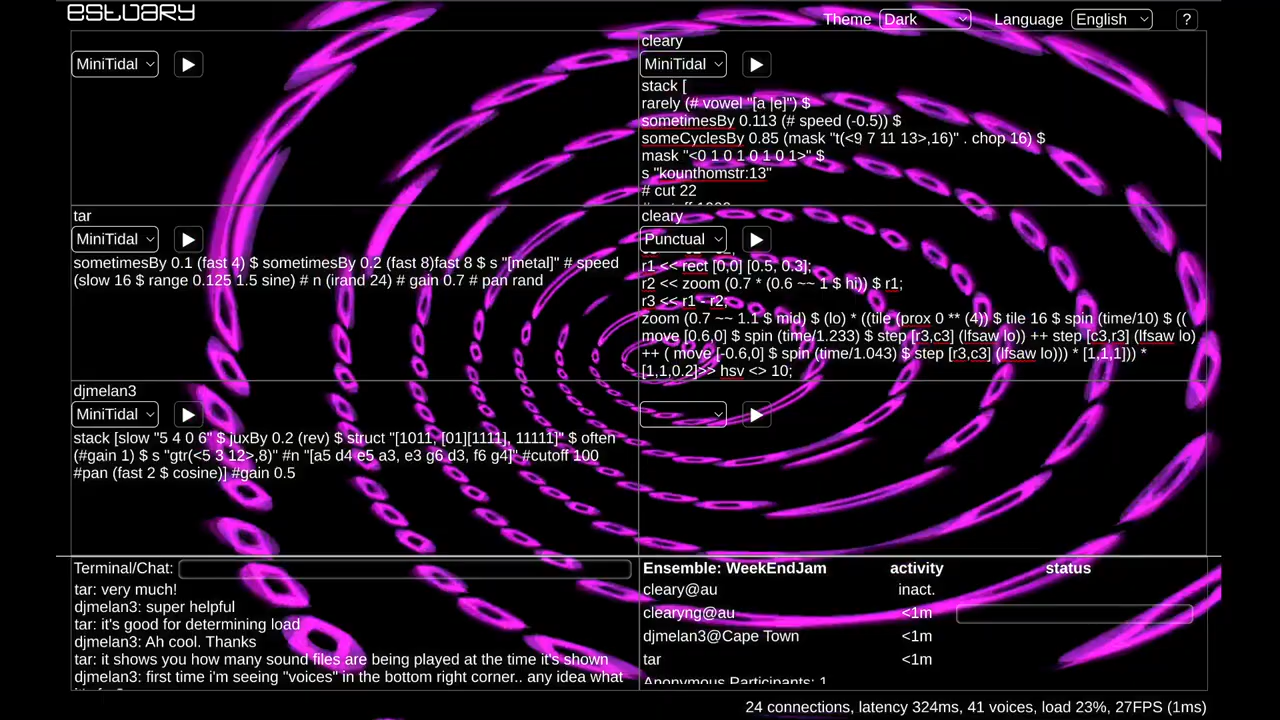 estuary
Theme Dark Language English ?
MiniTidal
cleary
MiniTidal
stack [
rarely (# vowel "[a |e]") $
sometimesBy 0.113 (# speed (-0.5)) $
someCyclesBy 0.85 (mask "t(<9 7 11 13>,16)" . chop 16) $
mask "<0 1 0 1 0 1 0 1>" $
s "kounthomstr:13"
# cut 22
tar
MiniTidal
sometimesBy 0.1 (fast 4) $ sometimesBy 0.2 (fast 8)fast 8 $ s "[metal]" # speed
(slow 16 $ range 0.125 1.5 sine) # n (irand 24) # gain 0.7 # pan rand
cleary
Punctual
r1 << rect [0,0] [0.5, 0.3];
r2 << zoom (0.7 * (0.6 ~~ 1 $ hi)) $ r1;
r3 << r1 - r2;
zoom (0.7 ~~ 1.1 $ mid) $ (lo) * ((tile (prox 0 ** (4)) $ tile 16 $ spin (time/10) $ ((
move [0.6,0] $ spin (time/1.233) $ step [r3,c3] (lfsaw lo)) ++ step [c3,r3] (lfsaw lo)
++ ( move [-0.6,0] $ spin (time/1.043) $ step [r3,c3] (lfsaw lo))) * [1,1,1])) *
[1,1,0.2]>> hsv <> 10;
djmelan3
MiniTidal
stack [slow "5 4 0 6" $ juxBy 0.2 (rev) $ struct "[1011, [01][1111], 11111]" $ often
(#gain 1) $ s "gtr(<5 3 12>,8)" #n "[a5 d4 e5 a3, e3 g6 d3, f6 g4]" #cutoff 100
#pan (fast 2 $ cosine)] #gain 0.5
Terminal/Chat:
tar: very much!
djmelan3: super helpful
tar: it's good for determining load
djmelan3: Ah cool. Thanks
tar: it shows you how many sound files are being played at the time it's shown
djmelan3: first time i'm seeing "voices" in the bottom right corner.. any idea what
Ensemble: WeekEndJam activity status
cleary@au inact.
clearyng@au <1m
djmelan3@Cape Town <1m
tar <1m
Anonymous Participants: 1
24 connections, latency 324ms, 41 voices, load 23%, 27FPS (1ms)